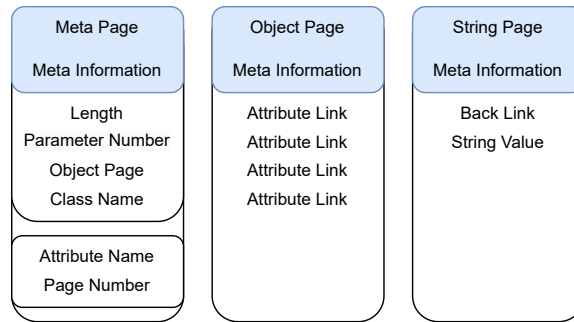 Meta Page
Meta Information
Length
Parameter Number
Object Page
Class Name
Attribute Name
Page Number
Object Page
Meta Information
Attribute Link
Attribute Link
Attribute Link
Attribute Link
String Page
Meta Information
Back Link
String Value